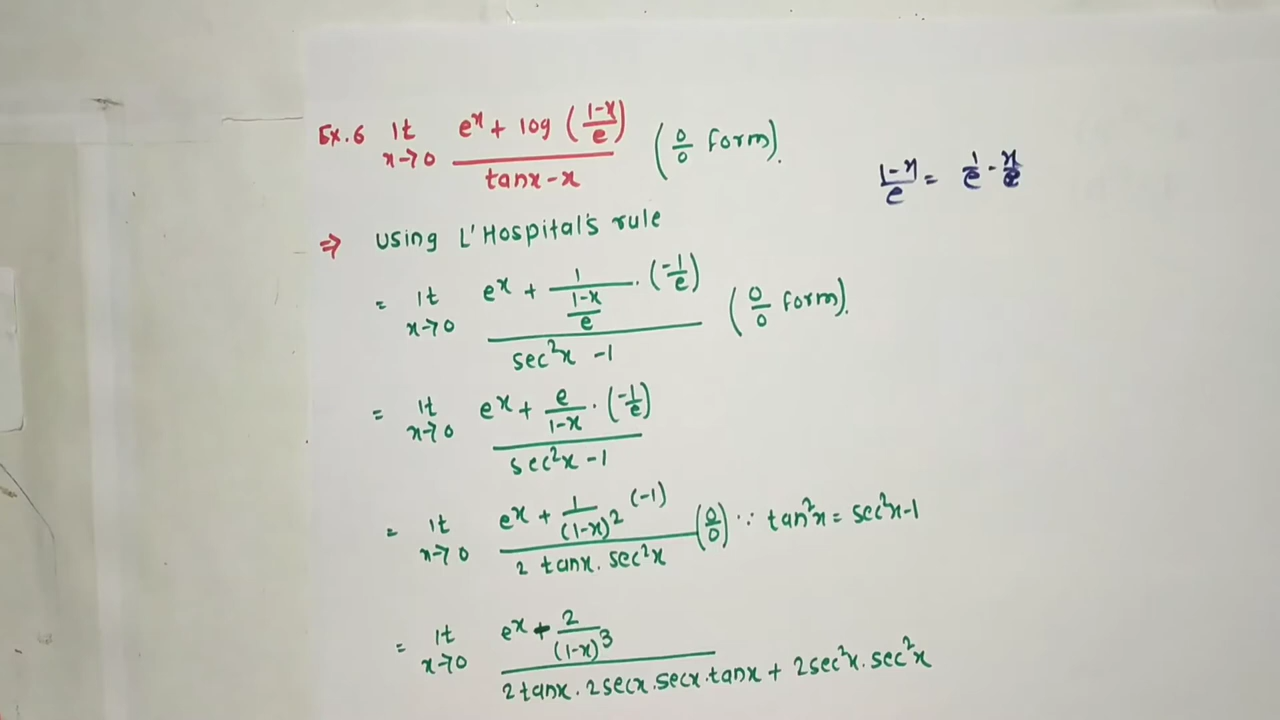 Ex.6 lt x→0 (e^x + log ((1-x)/e)) / (tanx - x) (0/0 form).
(1-x)/e = 1/e - x/e
⇒ using L'Hospital's rule
= lt x→0 (e^x + 1/((1-x)/e) · (-1/e)) / (sec²x - 1) (0/0 form).
= lt x→0 (e^x + e/(1-x) · (-1/e)) / (sec²x - 1)
= lt x→0 (e^x + 1/(1-x)² (-1)) / (2 tanx. sec²x) (0/0) ∵ tan²x = sec²x-1
= lt x→0 (e^x - 2/(1-x)³) / (2tanx. 2secx. secx. tanx + 2sec²x. sec²x)